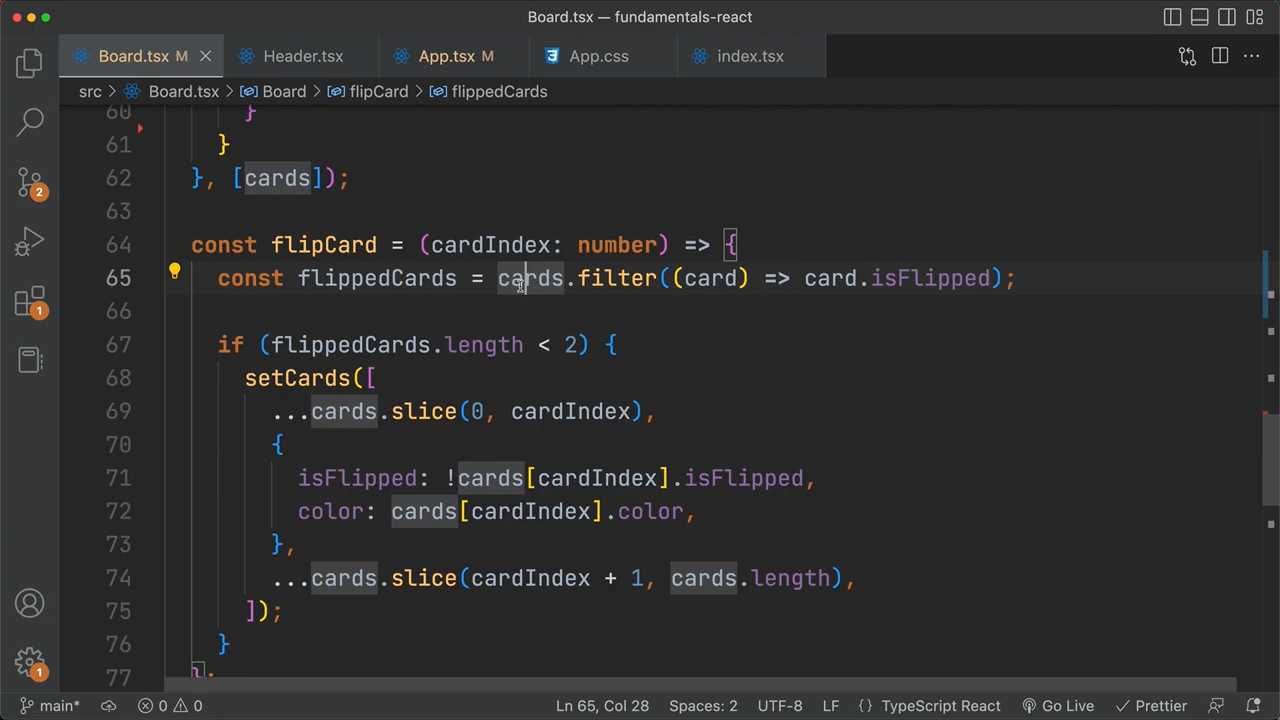 Board.tsx — fundamentals-react
Board.tsx M
Header.tsx
App.tsx M
App.css
index.tsx
src > Board.tsx > Board > flipCard > flippedCards
60 }
61 }
62 }, [cards]);
63
64 const flipCard = (cardIndex: number) => {
65 const flippedCards = cards.filter((card) => card.isFlipped);
66
67 if (flippedCards.length < 2) {
68 setCards([
69 ...cards.slice(0, cardIndex),
70 {
71 isFlipped: !cards[cardIndex].isFlipped,
72 color: cards[cardIndex].color,
73 },
74 ...cards.slice(cardIndex + 1, cards.length),
75 ]);
76 }
77 };
2
1
1
main* 0 0 Ln 65, Col 28 Spaces: 2 UTF-8 LF {} TypeScript React Go Live Prettier